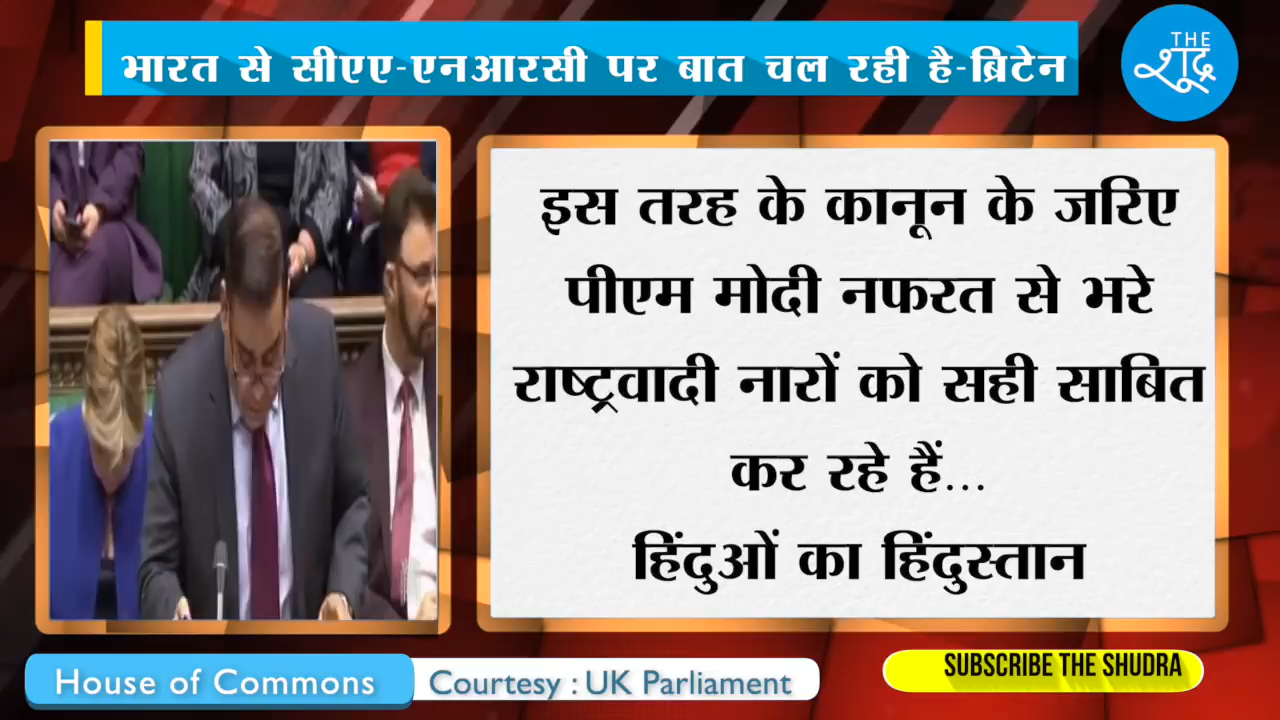 भारत से सीएए-एनआरसी पर बात चल रही है-ब्रिटेन
THE
शूद्र
इस तरह के कानून के जरिए
पीएम मोदी नफरत से भरे
राष्ट्रवादी नारों को सही साबित
कर रहे हैं...
हिंदुओं का हिंदुस्तान
House of Commons
Courtesy : UK Parliament
SUBSCRIBE THE SHUDRA